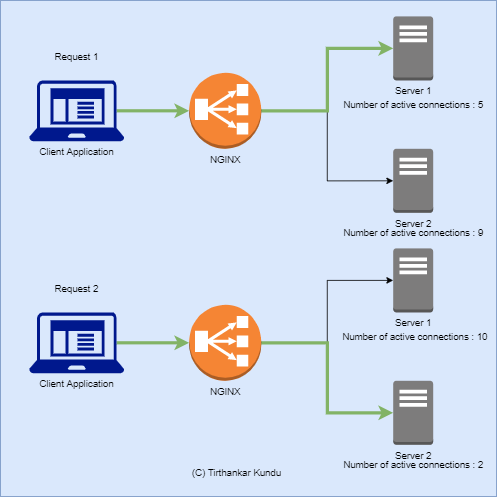 Request 1
Client Application
NGINX
Server 1
Number of active connections : 5
Server 2
Number of active connections : 9
Request 2
Client Application
NGINX
Server 1
Number of active connections : 10
Server 2
Number of active connections : 2
(C) Tirthankar Kundu